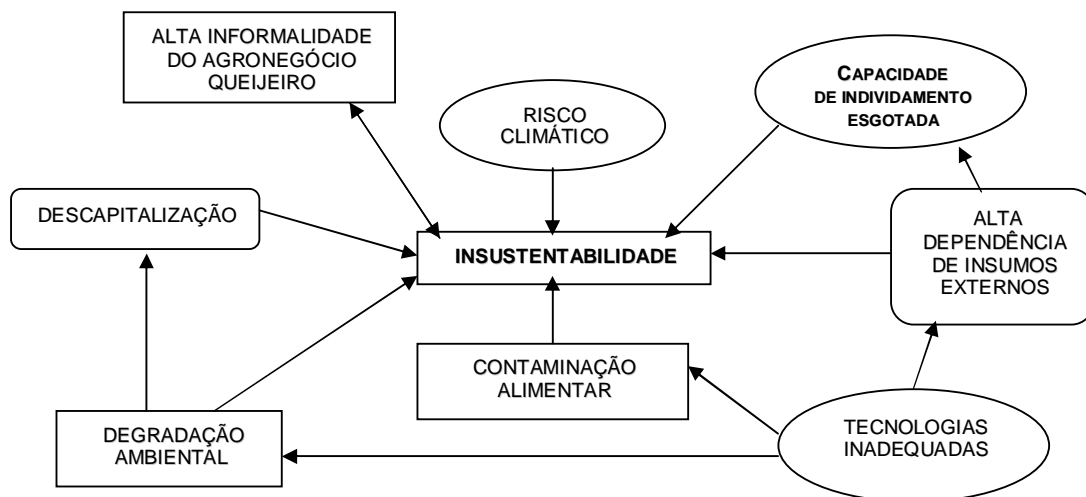 ALTA INFORMALIDADE
DO AGRONEGÓCIO
QUEIJEIRO
RISCO
CLIMÁTICO
CAPACIDADE
DE INDIVIDAMENTO
ESGOTADA
DESCAPITALIZAÇÃO
INSUSTENTABILIDADE
ALTA
DEPENDÊNCIA
DE INSUMOS
EXTERNOS
CONTAMINAÇÃO
ALIMENTAR
DEGRADAÇÃO
AMBIENTAL
TECNOLOGIAS
INADEQUADAS